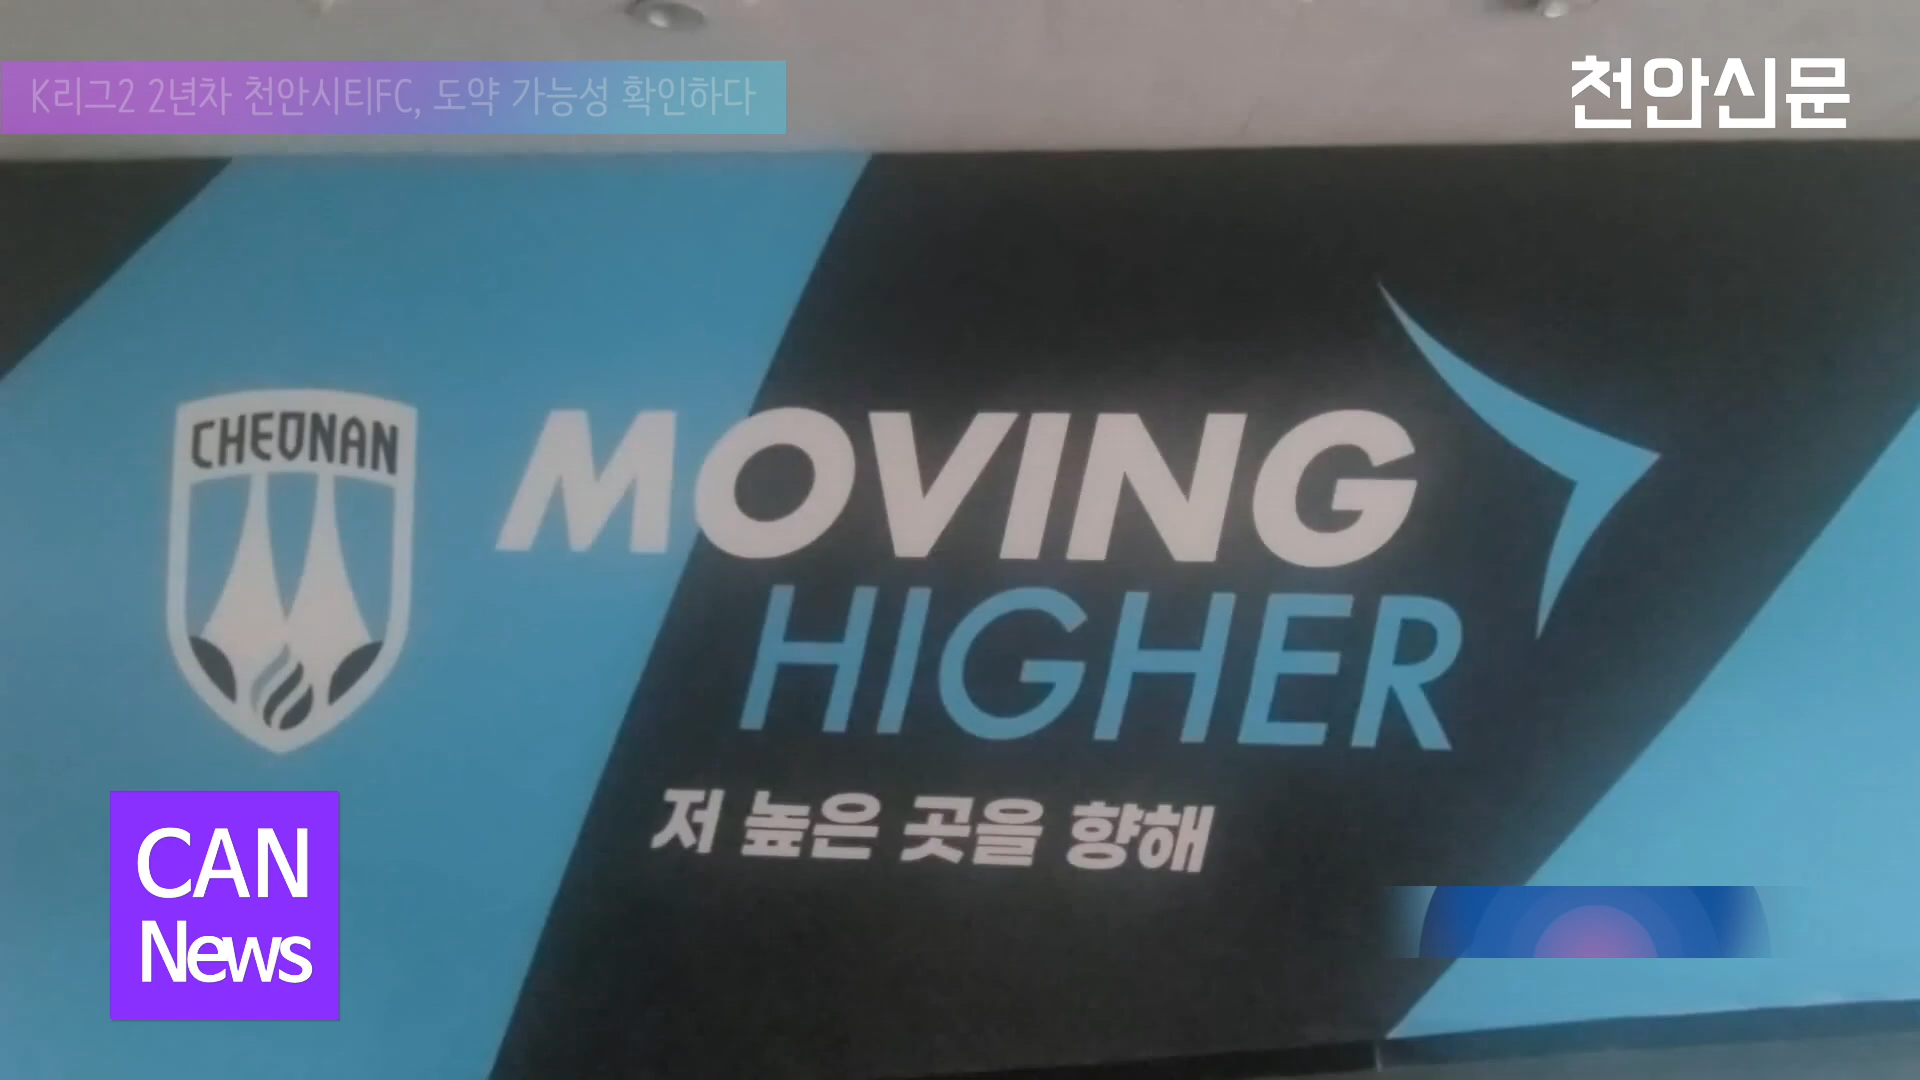 K리그2 2년차 천안시티FC, 도약 가능성 확인하다
천안신문
CHEONAN
MOVING
HIGHER
저 높은 곳을 향해
CAN
News